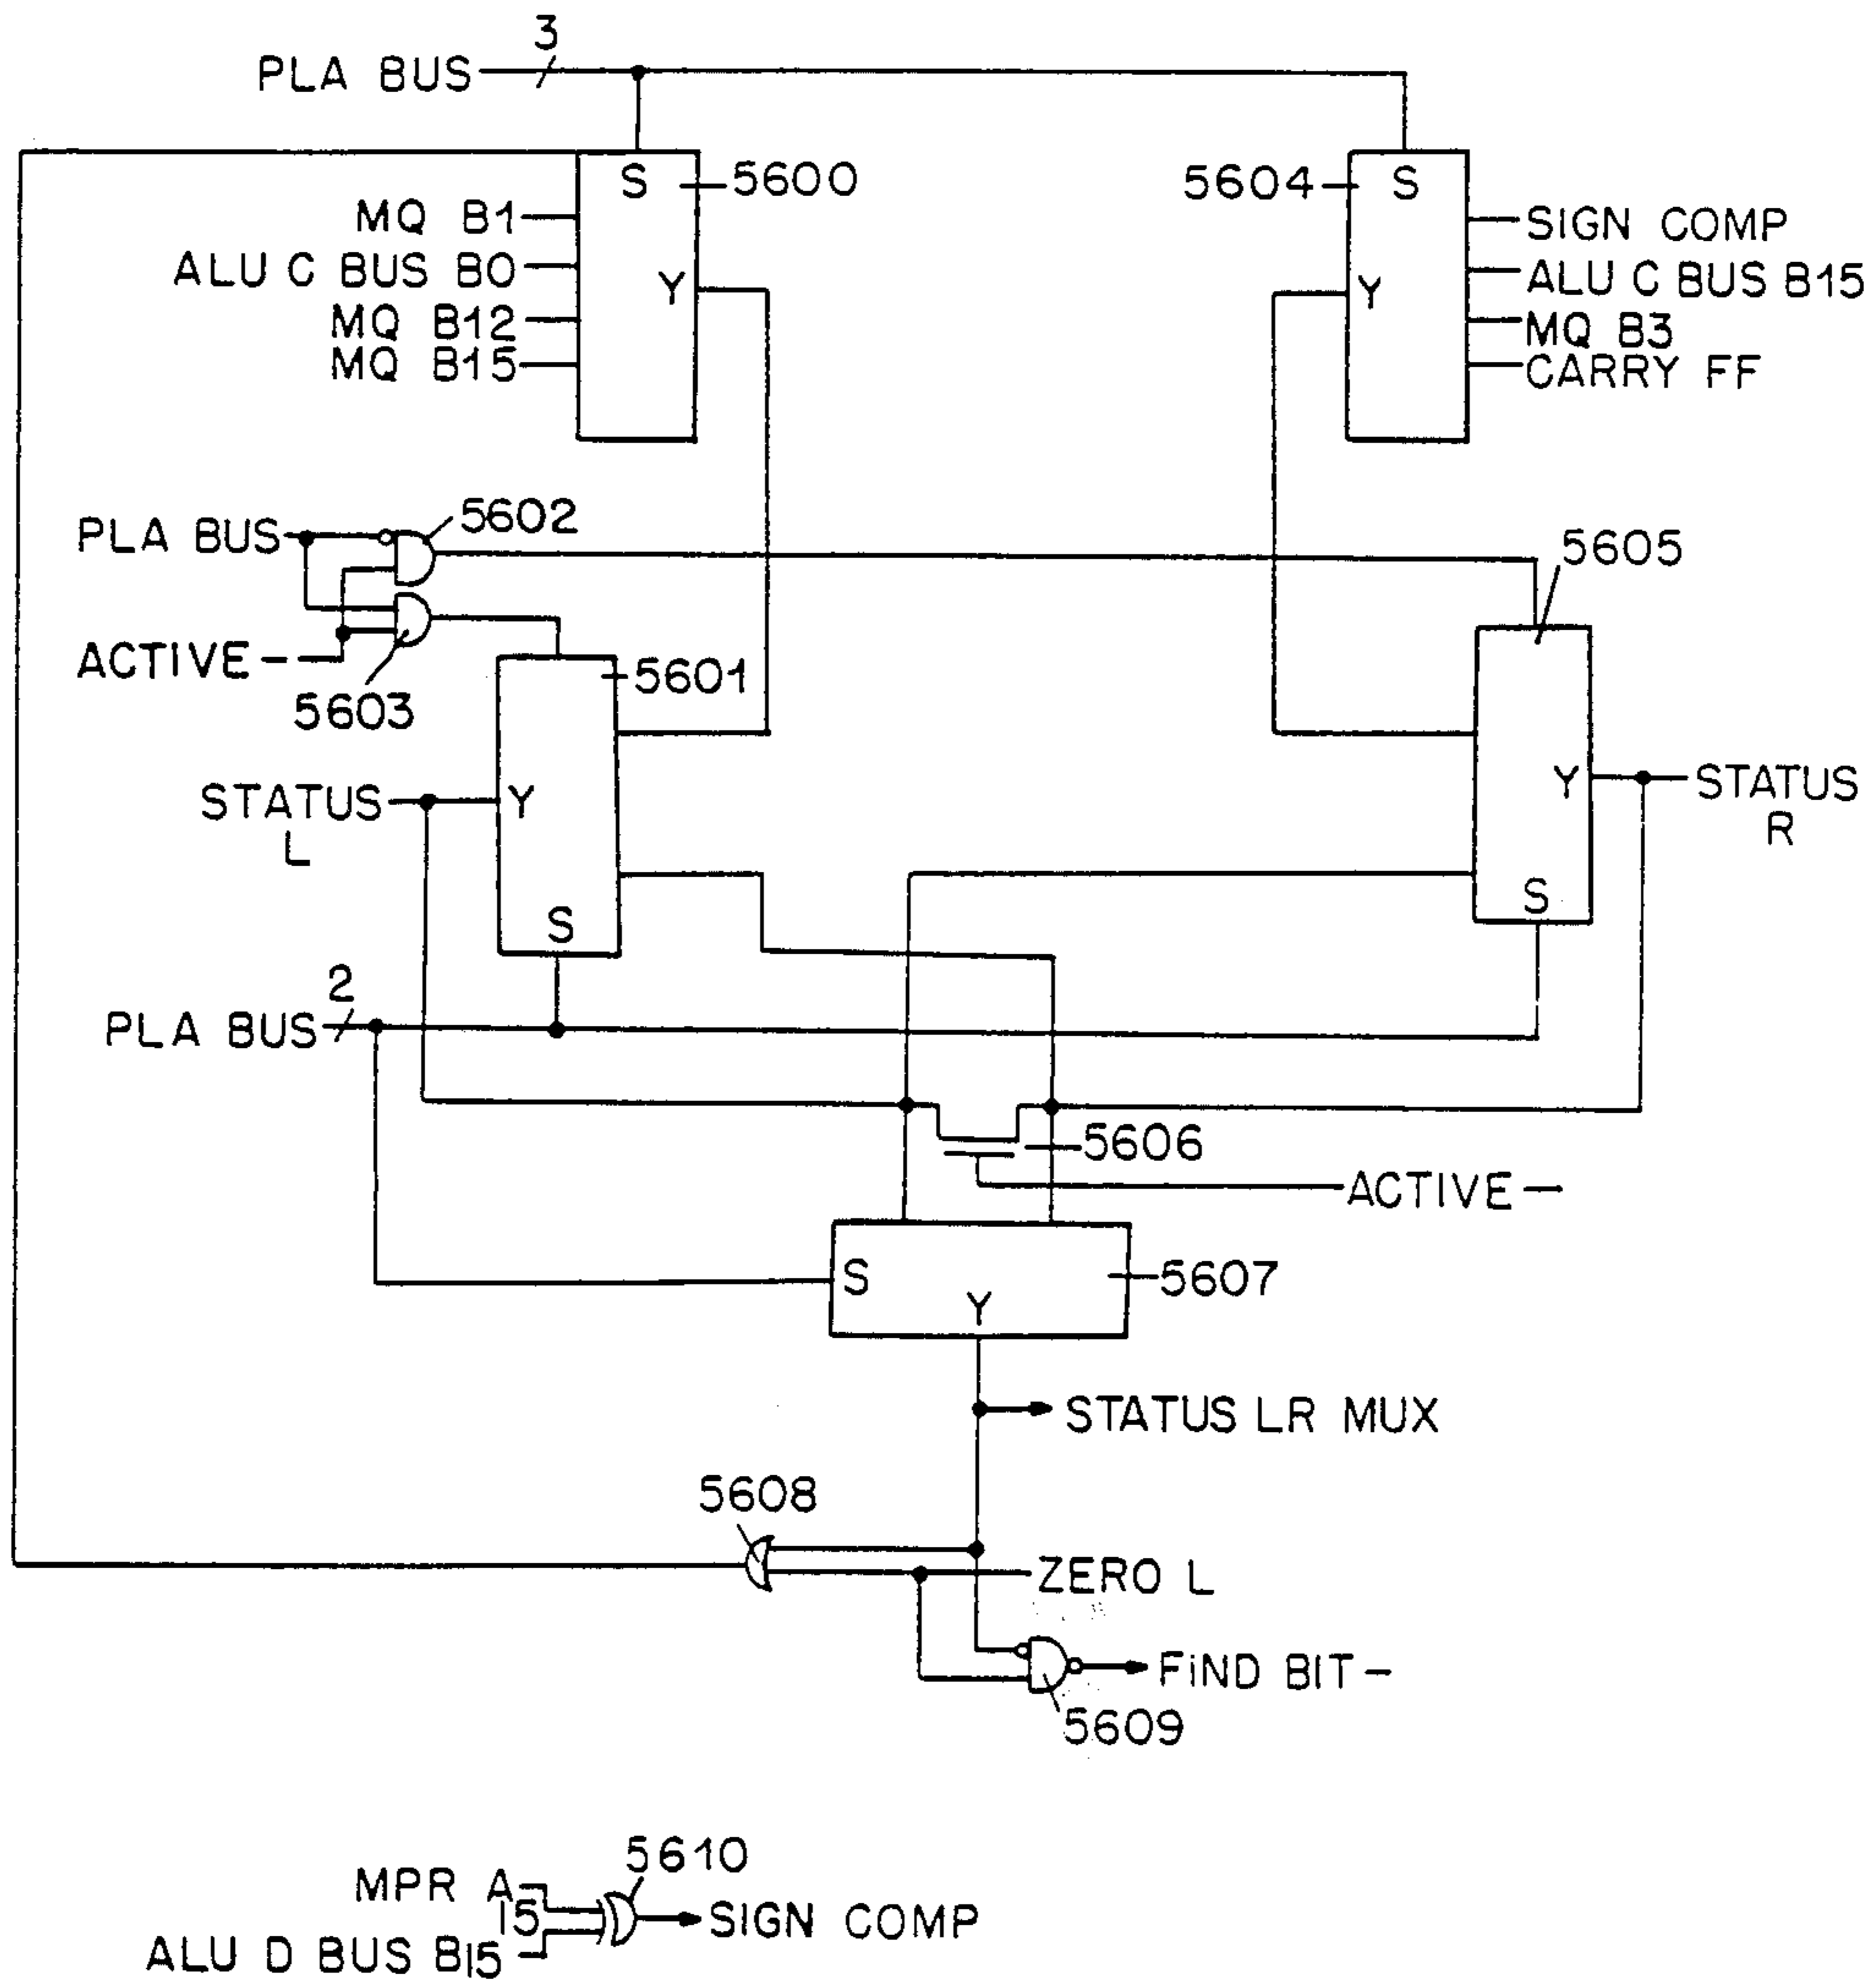 3
PLA BUS
S
5600
5604
S
MQ B1
SIGN COMP
ALU C BUS B0
Y
Y
ALU C BUS B15
MQ B12
MQ B3
MQ B15
CARRY FF
5602
PLA BUS
5605
ACTIVE -
5601
5603
STATUS L
Y
Y
STATUS R
S
S
2
PLA BUS
5606
ACTIVE -
S
5607
Y
STATUS LR MUX
5608
ZERO L
FiND BIT -
5609
5610
MPR A 15
SIGN COMP
ALU D BUS B15